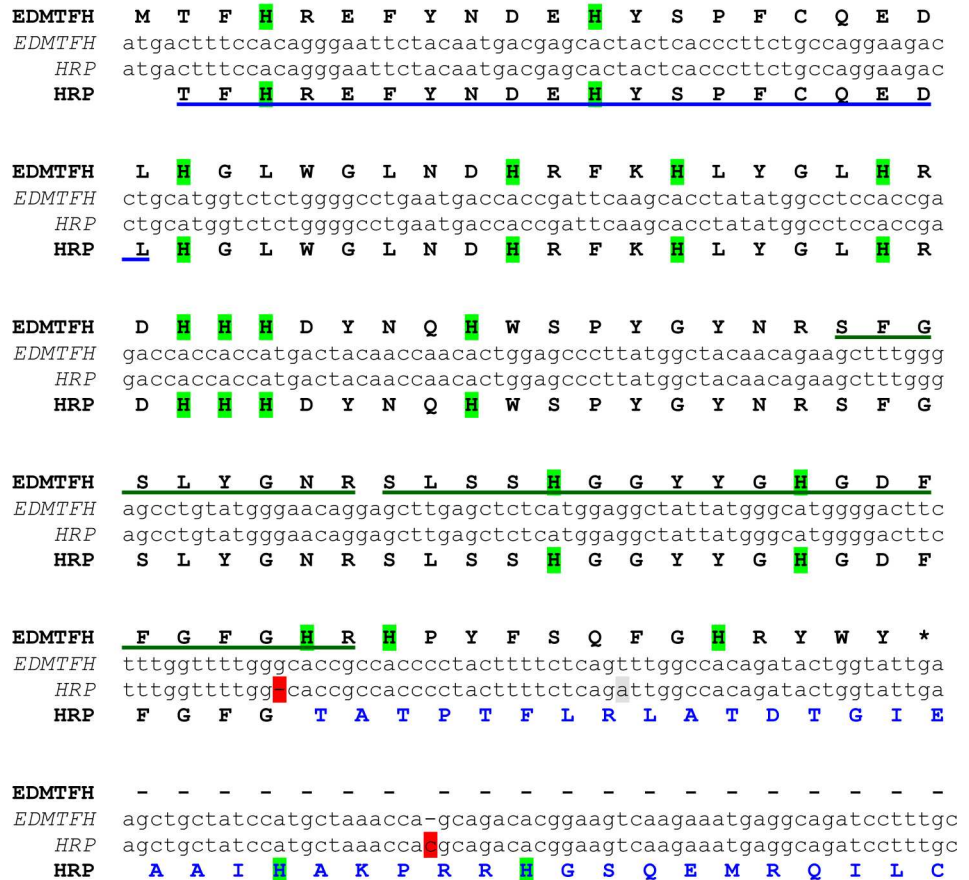 EDMTFH M T F H R E F Y N D E H Y S P F C Q E D
EDMTFH atgactttccacagggaattctacaatgacgagcactactcacccttctgccaggaagac
HRP atgactttccacagggaattctacaatgacgagcactactcacccttctgccaggaagac
HRP T F H R E F Y N D E H Y S P F C Q E D
EDMTFH L H G L W G L N D H R F K H L Y G L H R
EDMTFH ctgcatggtctctggggcctgaatgaccaccgattcaagcacctatatggcctccaccga
HRP ctgcatggtctctggggcctgaatgaccaccgattcaagcacctatatggcctccaccga
HRP L H G L W G L N D H R F K H L Y G L H R
EDMTFH D H H H D Y N Q H W S P Y G Y N R S F G
EDMTFH gaccaccaccatgactacaaccaacactggagcccttatggctacaacagaagctttggg
HRP gaccaccaccatgactacaaccaacactggagcccttatggctacaacagaagctttggg
HRP D H H H D Y N Q H W S P Y G Y N R S F G
EDMTFH S L Y G N R S L S S H G G Y Y G H G D F
EDMTFH agcctgtatgggaacaggagcttgagctctcatggaggctattatgggcatggggacttc
HRP agcctgtatgggaacaggagcttgagctctcatggaggctattatgggcatggggacttc
HRP S L Y G N R S L S S H G G Y Y G H G D F
EDMTFH F G F G H R H P Y F S Q F G H R Y W Y *
EDMTFH tttggttttgggcaccgccacccctacttttctcagtttggccacagatactggtattga
HRP tttggttttgg-caccgccacccctacttttctcagattggccacagatactggtattga
HRP F G F G T A T P T F L R L A T D T G I E
EDMTFH - - - - - - - - - - - - - - - - - - - -
EDMTFH agctgctatccatgctaaacca-gcagacacggaagtcaagaaatgaggcagatcctttgc
HRP agctgctatccatgctaaaccacgcagacacggaagtcaagaaatgaggcagatcctttgc
HRP A A I H A K P R R H G S Q E M R Q I L C